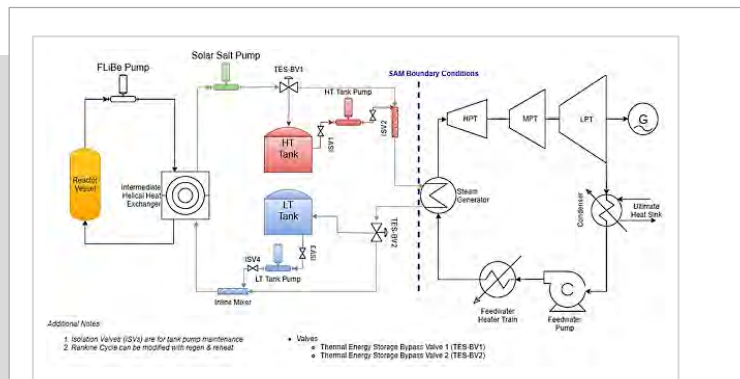 Solar Salt Pump
FLiBe Pump
TES-BV1
SAM Boundary Conditions
HT Tank Pump
HPT
MPT
LPT
G
ISV1
ISV2
HT
Tank
Reactor
Vessel
Intermediate
Helical Heat
Exchanger
LT
Tank
Steam
Generator
Condenser
Ultimate
Heat Sink
TES-BV2
ISV3
ISV4
LT Tank Pump
Inline Mixer
Feedwater
Heater Train
C
Feedwater
Pump
Additional Notes
1. Isolation Valves (ISVs) are for tank pump maintenance
2. Rankine Cycle can be modified with regen & reheat
• Valves
Thermal Energy Storage Bypass Valve 1 (TES-BV1)
Thermal Energy Storage Bypass Valve 2 (TES-BV2)